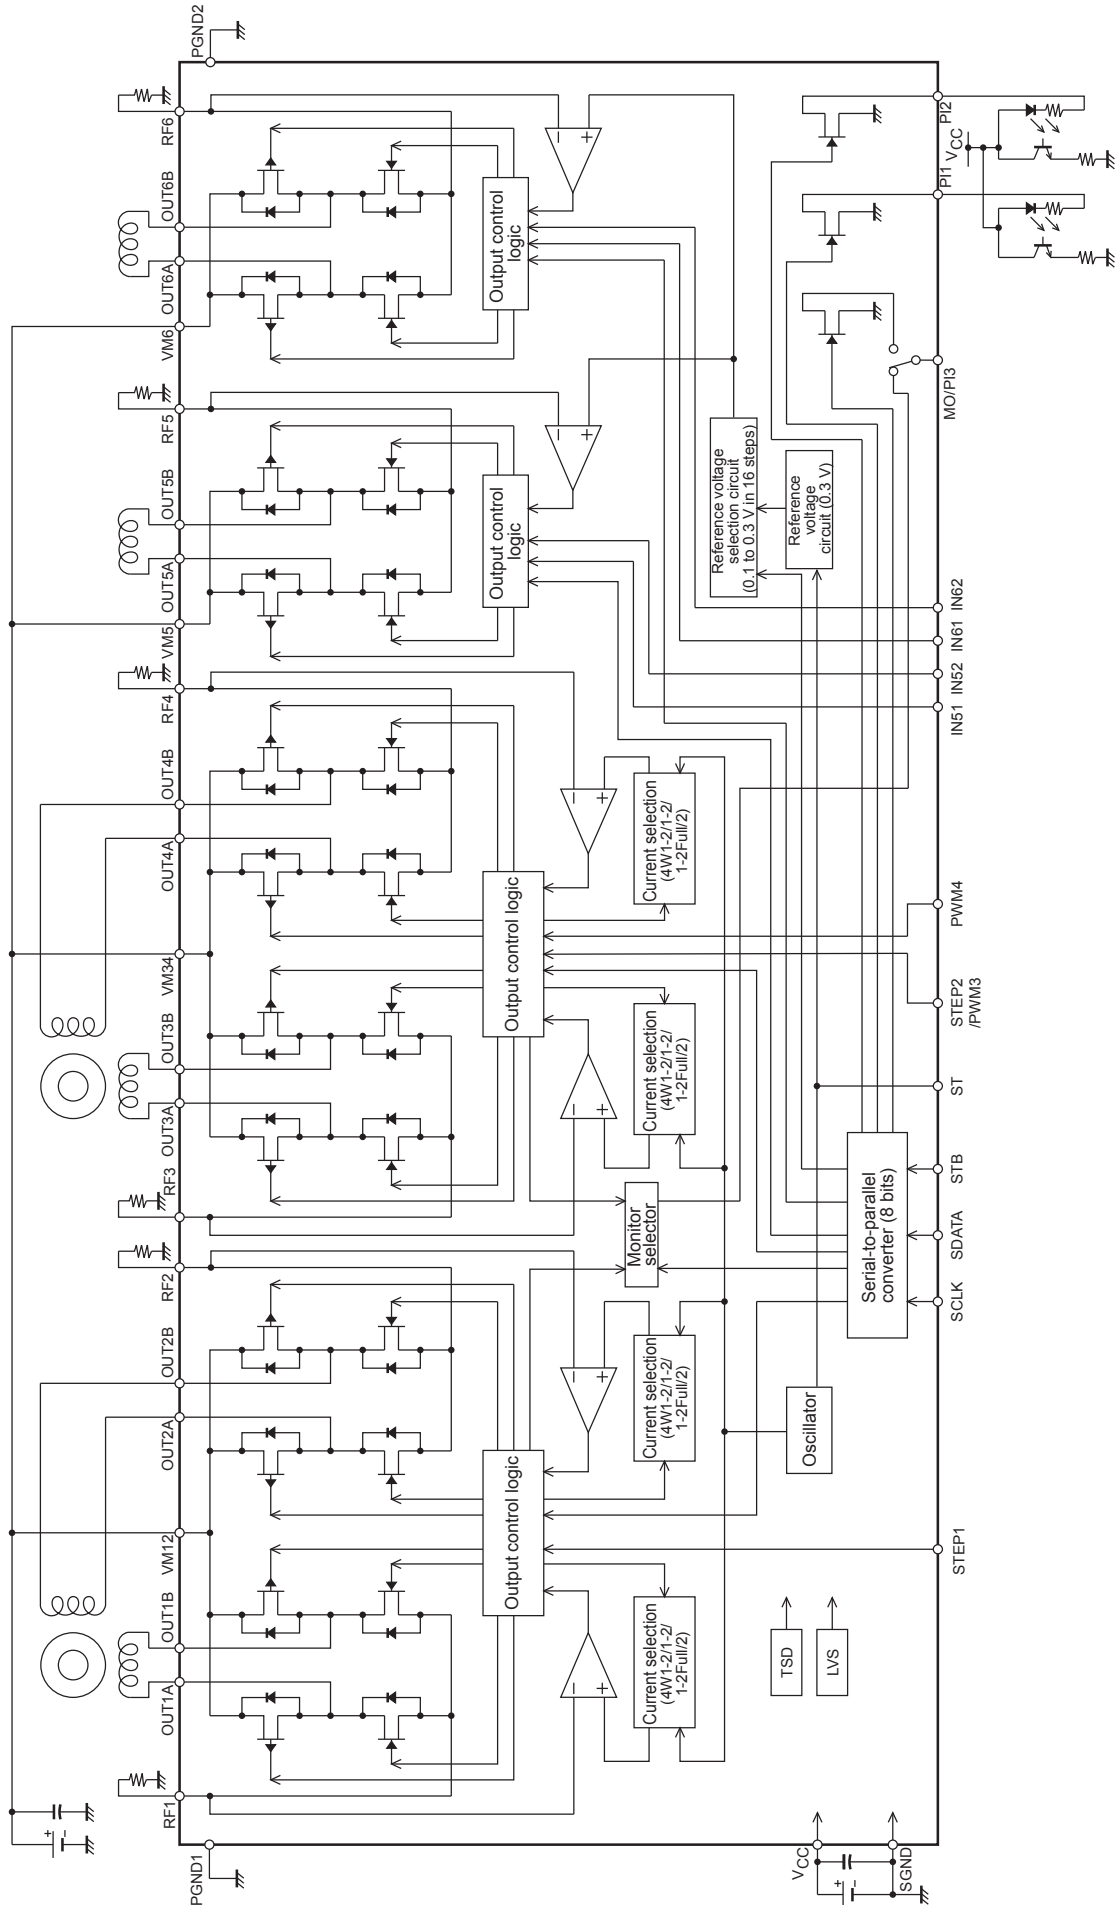 PGND1
RF1
OUT1A
OUT1B
VM12
OUT2A
OUT2B
RF2
RF3
OUT3A
OUT3B
VM34
OUT4A
OUT4B
RF4
VM5
OUT5A
OUT5B
RF5
VM6
OUT6A
OUT6B
RF6
PGND2
+
−
Output control logic
Output control logic
Output control
logic
Output control
logic
−
+
−
+
−
+
−
+
−
+
−
+
Current selection
(4W1-2/1-2/
1-2Full/2)
Current selection
(4W1-2/1-2/
1-2Full/2)
Monitor
selector
Current selection
(4W1-2/1-2/
1-2Full/2)
Current selection
(4W1-2/1-2/
1-2Full/2)
Reference voltage
selection circuit
(0.1 to 0.3 V in 16 steps)
Reference
voltage
circuit (0.3 V)
TSD
LVS
Oscillator
Serial-to-parallel
converter (8 bits)
VCC
SGND
+
−
STEP1
SCLK
SDATA
STB
ST
STEP2
/PWM3
PWM4
IN51
IN52
IN61
IN62
MO/PI3
PI1
VCC
PI2